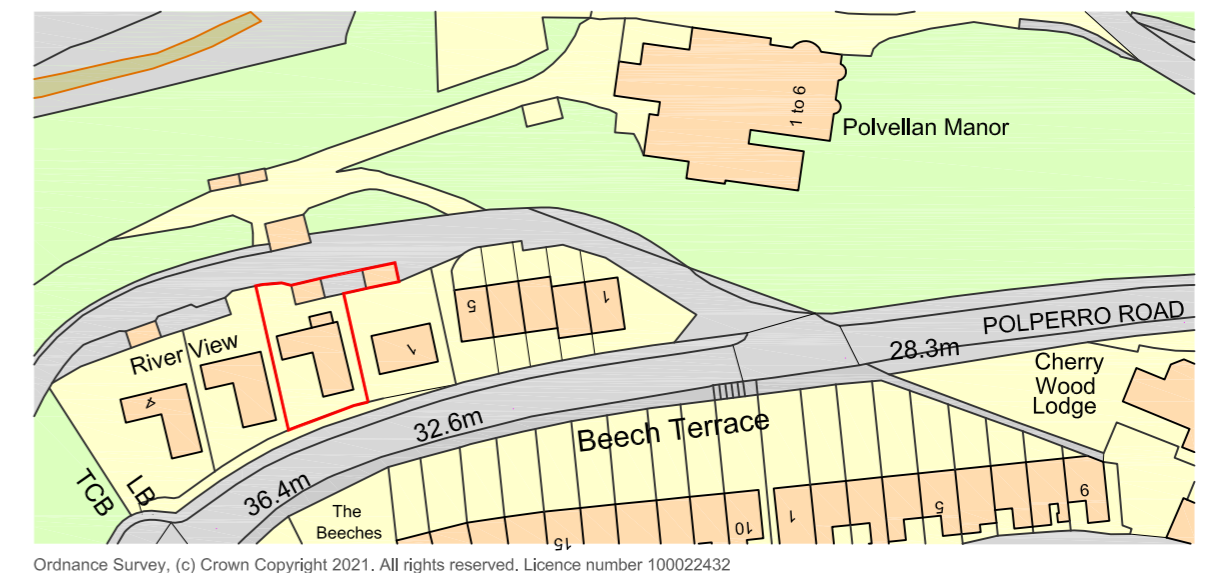 1 to 6
Polvellan Manor
5
1
POLPERRO ROAD
River View
1
28.3m
Cherry
Wood
Lodge
4
32.6m
Beech Terrace
TCB
LB
36.4m
The
Beeches
15
10
1
5
9
Ordnance Survey, (c) Crown Copyright 2021. All rights reserved. Licence number 100022432